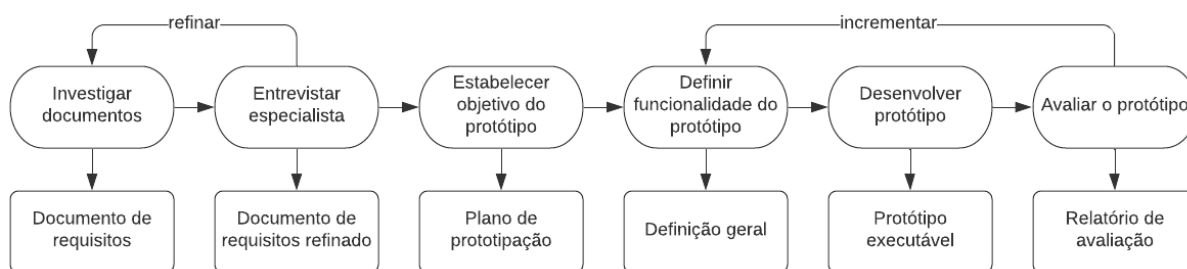 refinar
incrementar
Investigar
documentos
Entrevistar
especialista
Estabelecer
objetivo do
protótipo
Definir
funcionalidade do
protótipo
Desenvolver
protótipo
Avaliar o protótipo
Documento de
requisitos
Documento de
requisitos refinado
Plano de
prototipação
Definição geral
Protótipo
executável
Relatório de
avaliação